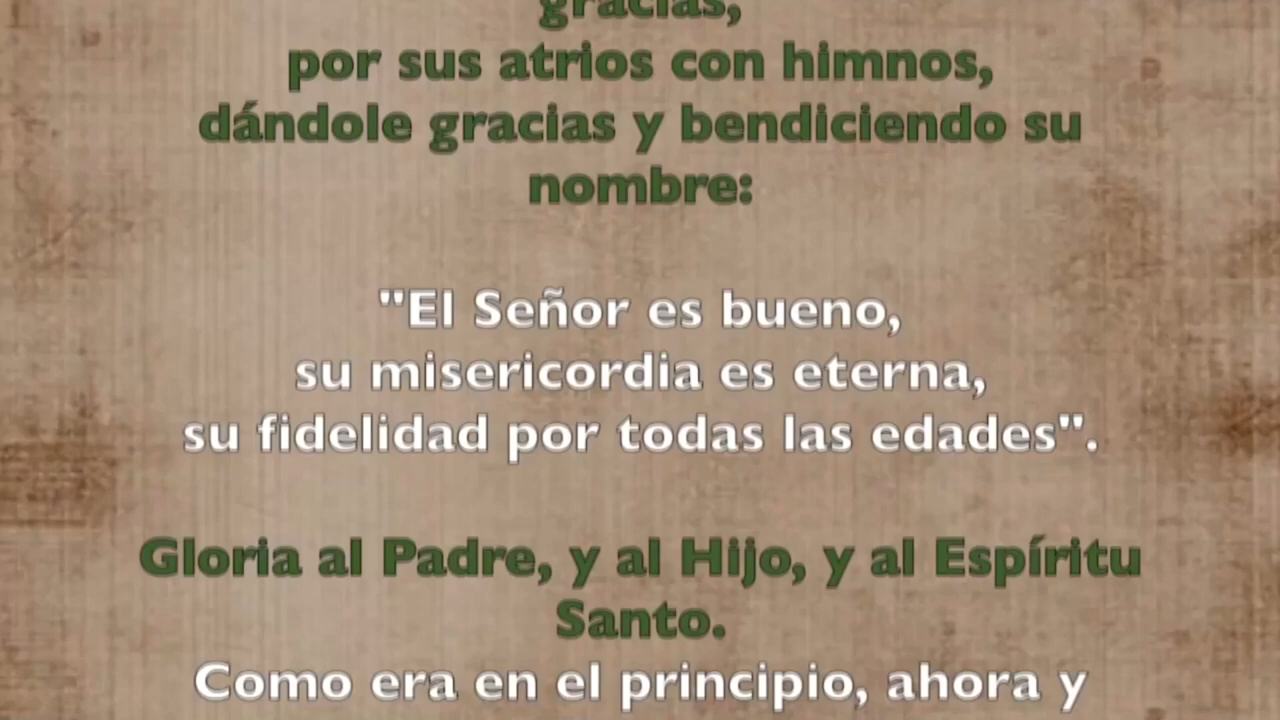 gracias,
por sus atrios con himnos,
dándole gracias y bendiciendo su
nombre:
"El Señor es bueno,
su misericordia es eterna,
su fidelidad por todas las edades".
Gloria al Padre, y al Hijo, y al Espíritu
Santo.
Como era en el principio, ahora y